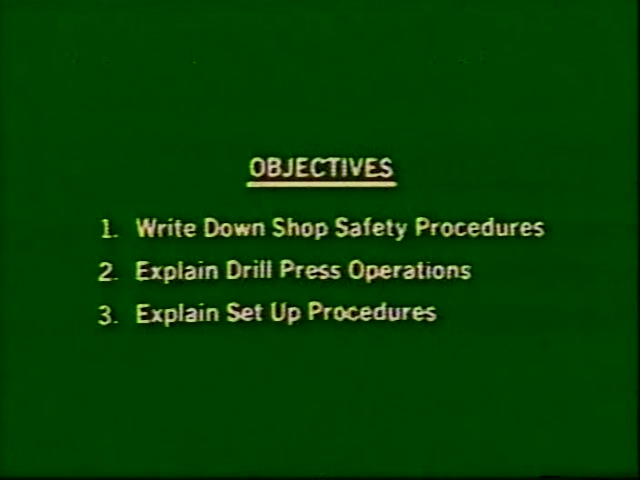 OBJECTIVES
1. Write Down Shop Safety Procedures
2. Explain Drill Press Operations
3. Explain Set Up Procedures